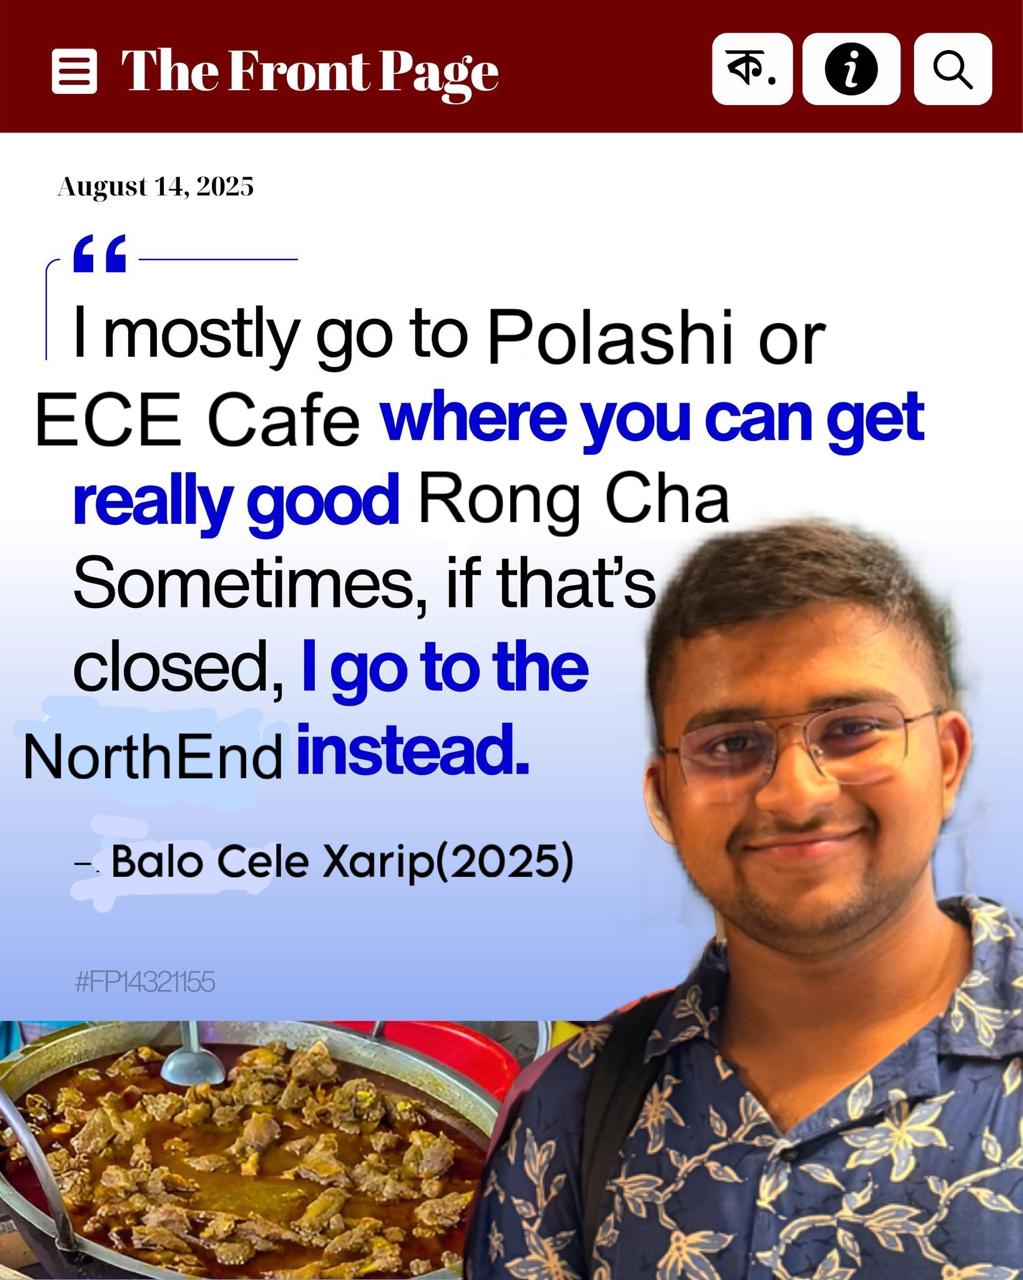 The Front Page
ক.
i
August 14, 2025
“
I mostly go to Polashi or
ECE Cafe where you can get
really good Rong Cha
Sometimes, if that’s
closed, I go to the
NorthEnd instead.
– Balo Cele Xarip(2025)
#FP14321155